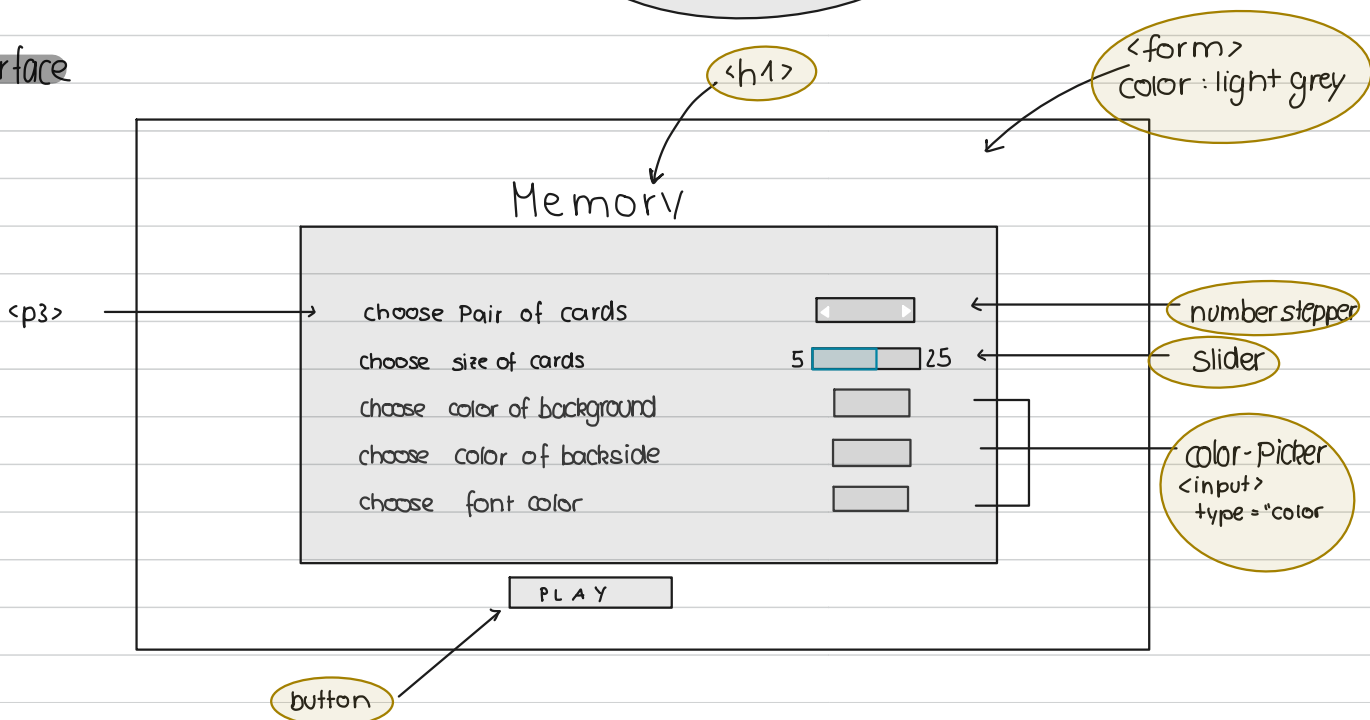 rface
<h1>
<form>
color : light grey
Memory
<p3>
choose Pair of cards
number stepper
choose size of cards
5
25
Slider
choose color of background
choose color of backside
choose font color
color-Picker
<input>
type = "color
PLAY
button